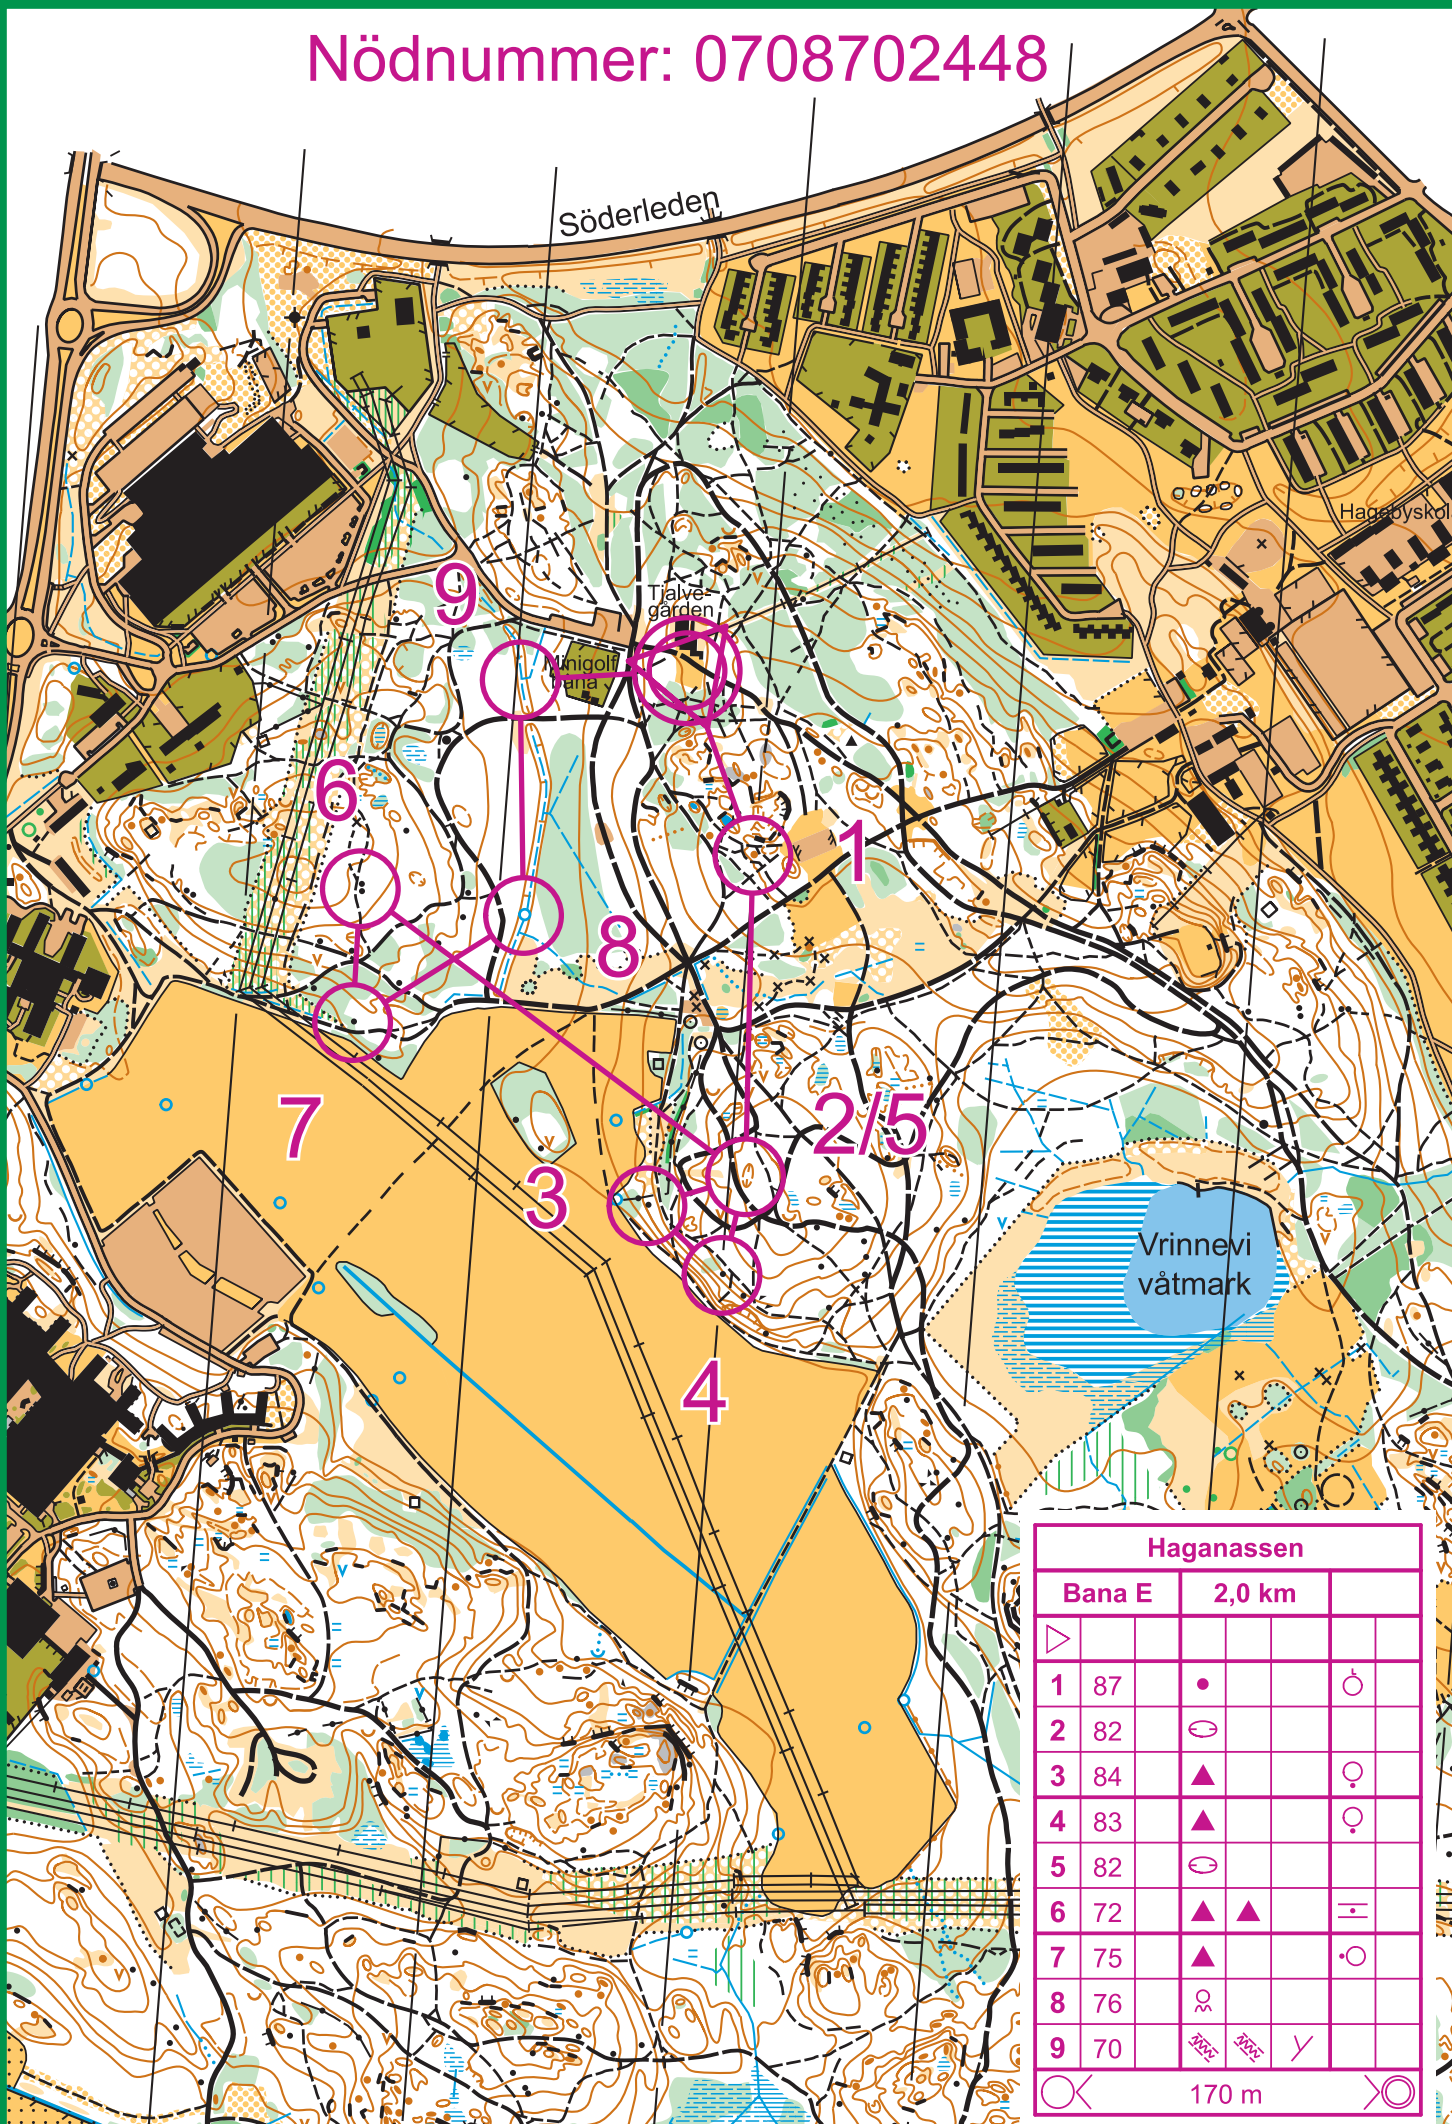 Nödnummer: 0708702448
Söderleden
Hagebyskol
9
Tjalve-
gården
Minigolf
bana
6
1
8
7
2/5
3
Vrinnevi
våtmark
4
Haganassen
Bana E 2,0 km
1 87
2 82
3 84
4 83
5 82
6 72
7 75
8 76
9 70
170 m